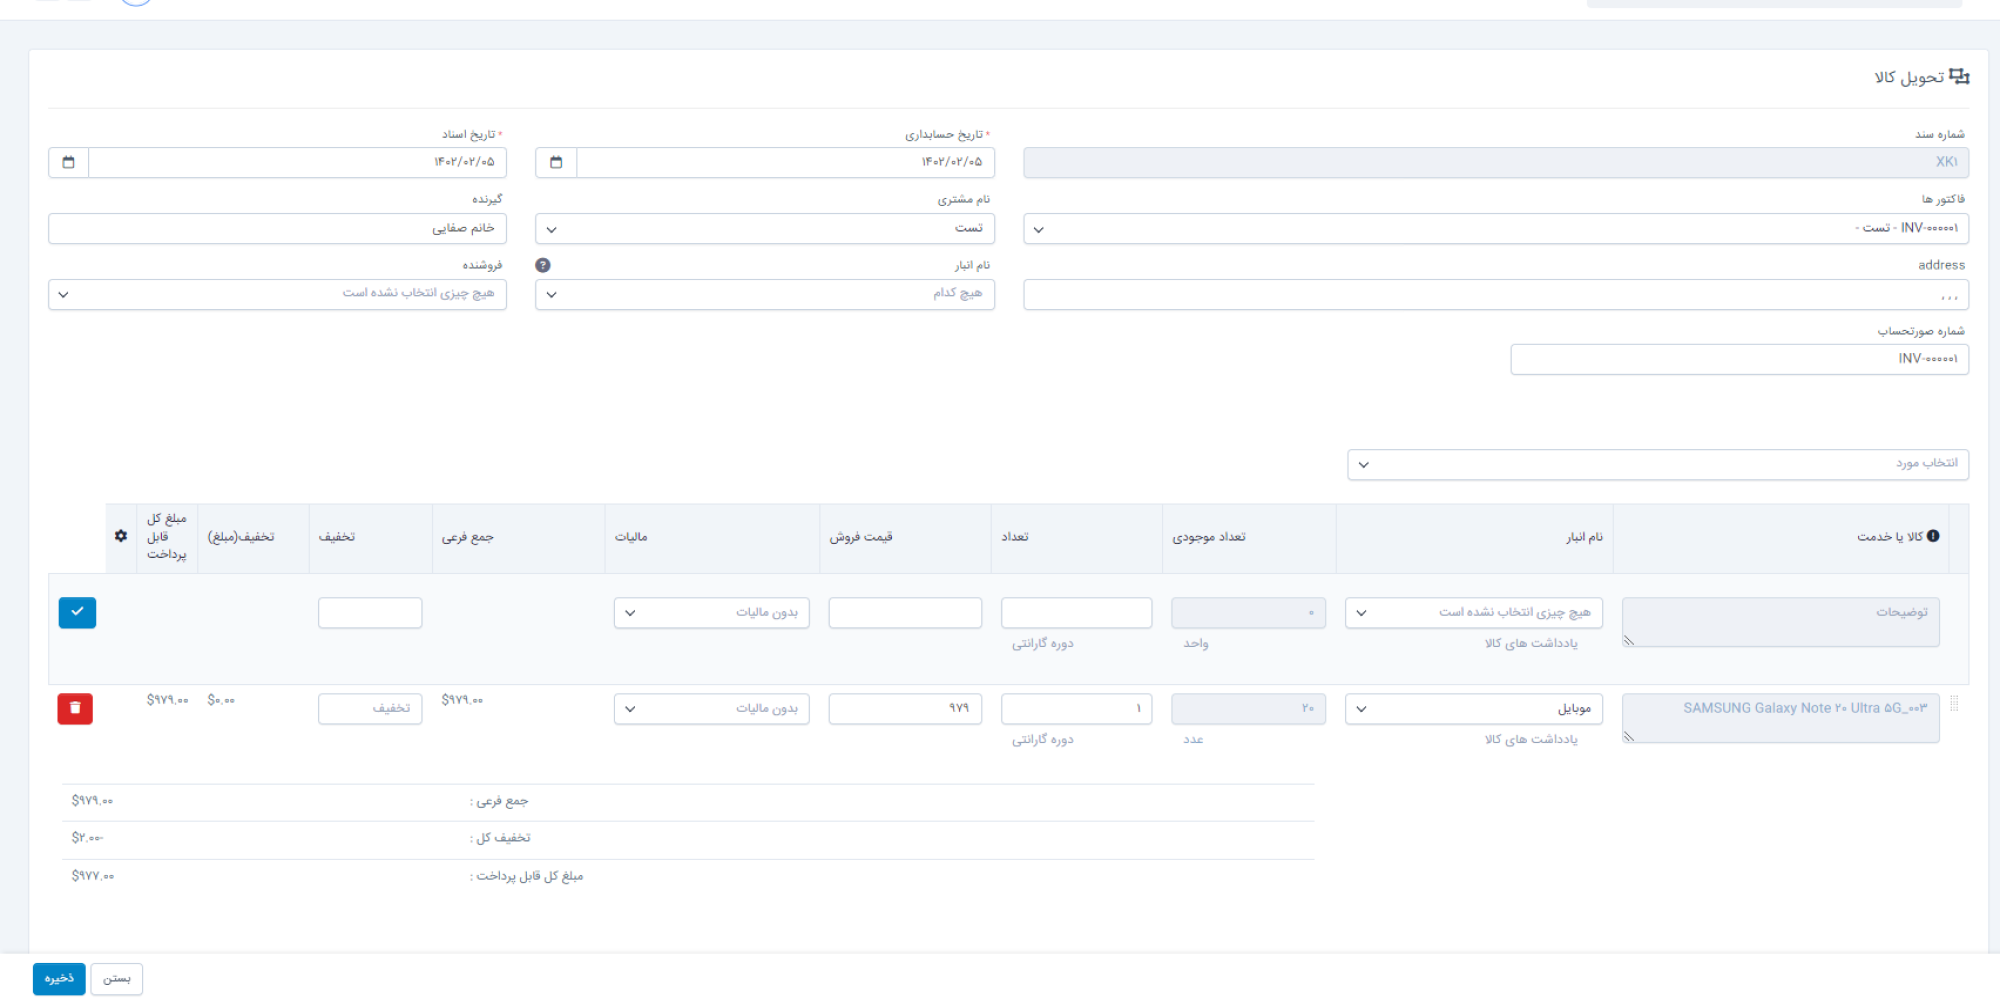 تحویل کالا
شماره سند
* تاریخ حسابداری
* تاریخ اسناد
XK۱
۱۴۰۲/۰۲/۰۵
۱۴۰۲/۰۲/۰۵
فاکتور ها
نام مشتری
گیرنده
INV-۰۰۰۰۰۱ - تست -
تست
خانم صفایی
address
نام انبار
فروشنده
, , ,
هیچ کدام
هیچ چیزی انتخاب نشده است
شماره صورتحساب
INV-۰۰۰۰۰۱
انتخاب مورد
کالا یا خدمت
نام انبار
تعداد موجودی
تعداد
قیمت فروش
مالیات
جمع فرعی
تخفیف
تخفیف(مبلغ)
مبلغ کل
قابل
پرداخت
توضیحات
هیچ چیزی انتخاب نشده است
۰
بدون مالیات
یادداشت های کالا
واحد
دوره گارانتی
SAMSUNG Galaxy Note ۲۰ Ultra ۵G_۰۰۳
موبایل
۲۰
۱
۹۷۹
بدون مالیات
$۹۷۹.۰۰
تخفیف
$۰.۰۰
$۹۷۹.۰۰
یادداشت های کالا
عدد
دوره گارانتی
جمع فرعی :
$۹۷۹.۰۰
تخفیف کل :
$۲.۰۰-
مبلغ کل قابل پرداخت :
$۹۷۷.۰۰
بستن
ذخیره